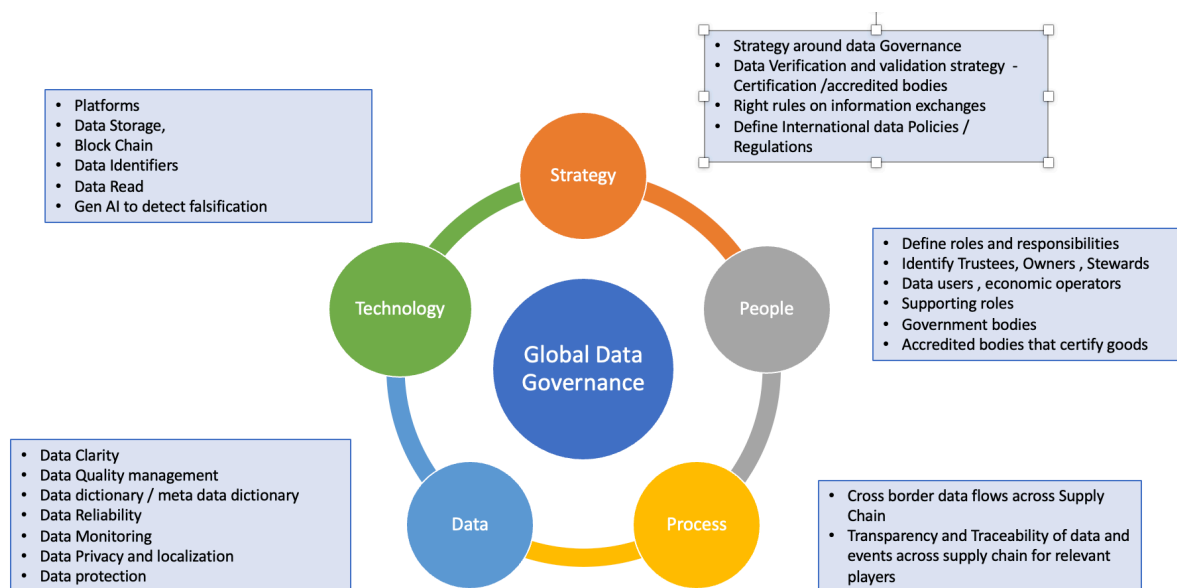 • Strategy around data Governance
• Data Verification and validation strategy -
Certification /accredited bodies
• Right rules on information exchanges
• Define International data Policies /
Regulations
• Platforms
• Data Storage,
• Block Chain
• Data Identifiers
• Data Read
• Gen AI to detect falsification
Strategy
• Define roles and responsibilities
• Identify Trustees, Owners , Stewards
• Data users , economic operators
• Supporting roles
• Government bodies
• Accredited bodies that certify goods
Technology
People
Global Data
Governance
• Data Clarity
• Data Quality management
• Data dictionary / meta data dictionary
• Data Reliability
• Data Monitoring
• Data Privacy and localization
• Data protection
Data
Process
• Cross border data flows across Supply
Chain
• Transparency and Traceability of data and
events across supply chain for relevant
players